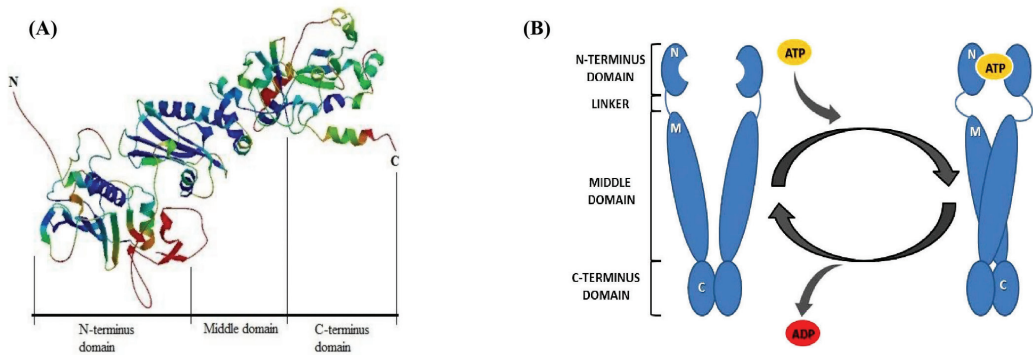 (A)
N
C
N-terminus
domain
Middle domain
C-terminus
domain
(B)
N-TERMINUS
DOMAIN
LINKER
MIDDLE
DOMAIN
C-TERMINUS
DOMAIN
N
M
C
ATP
ADP
N
ATP
M
C